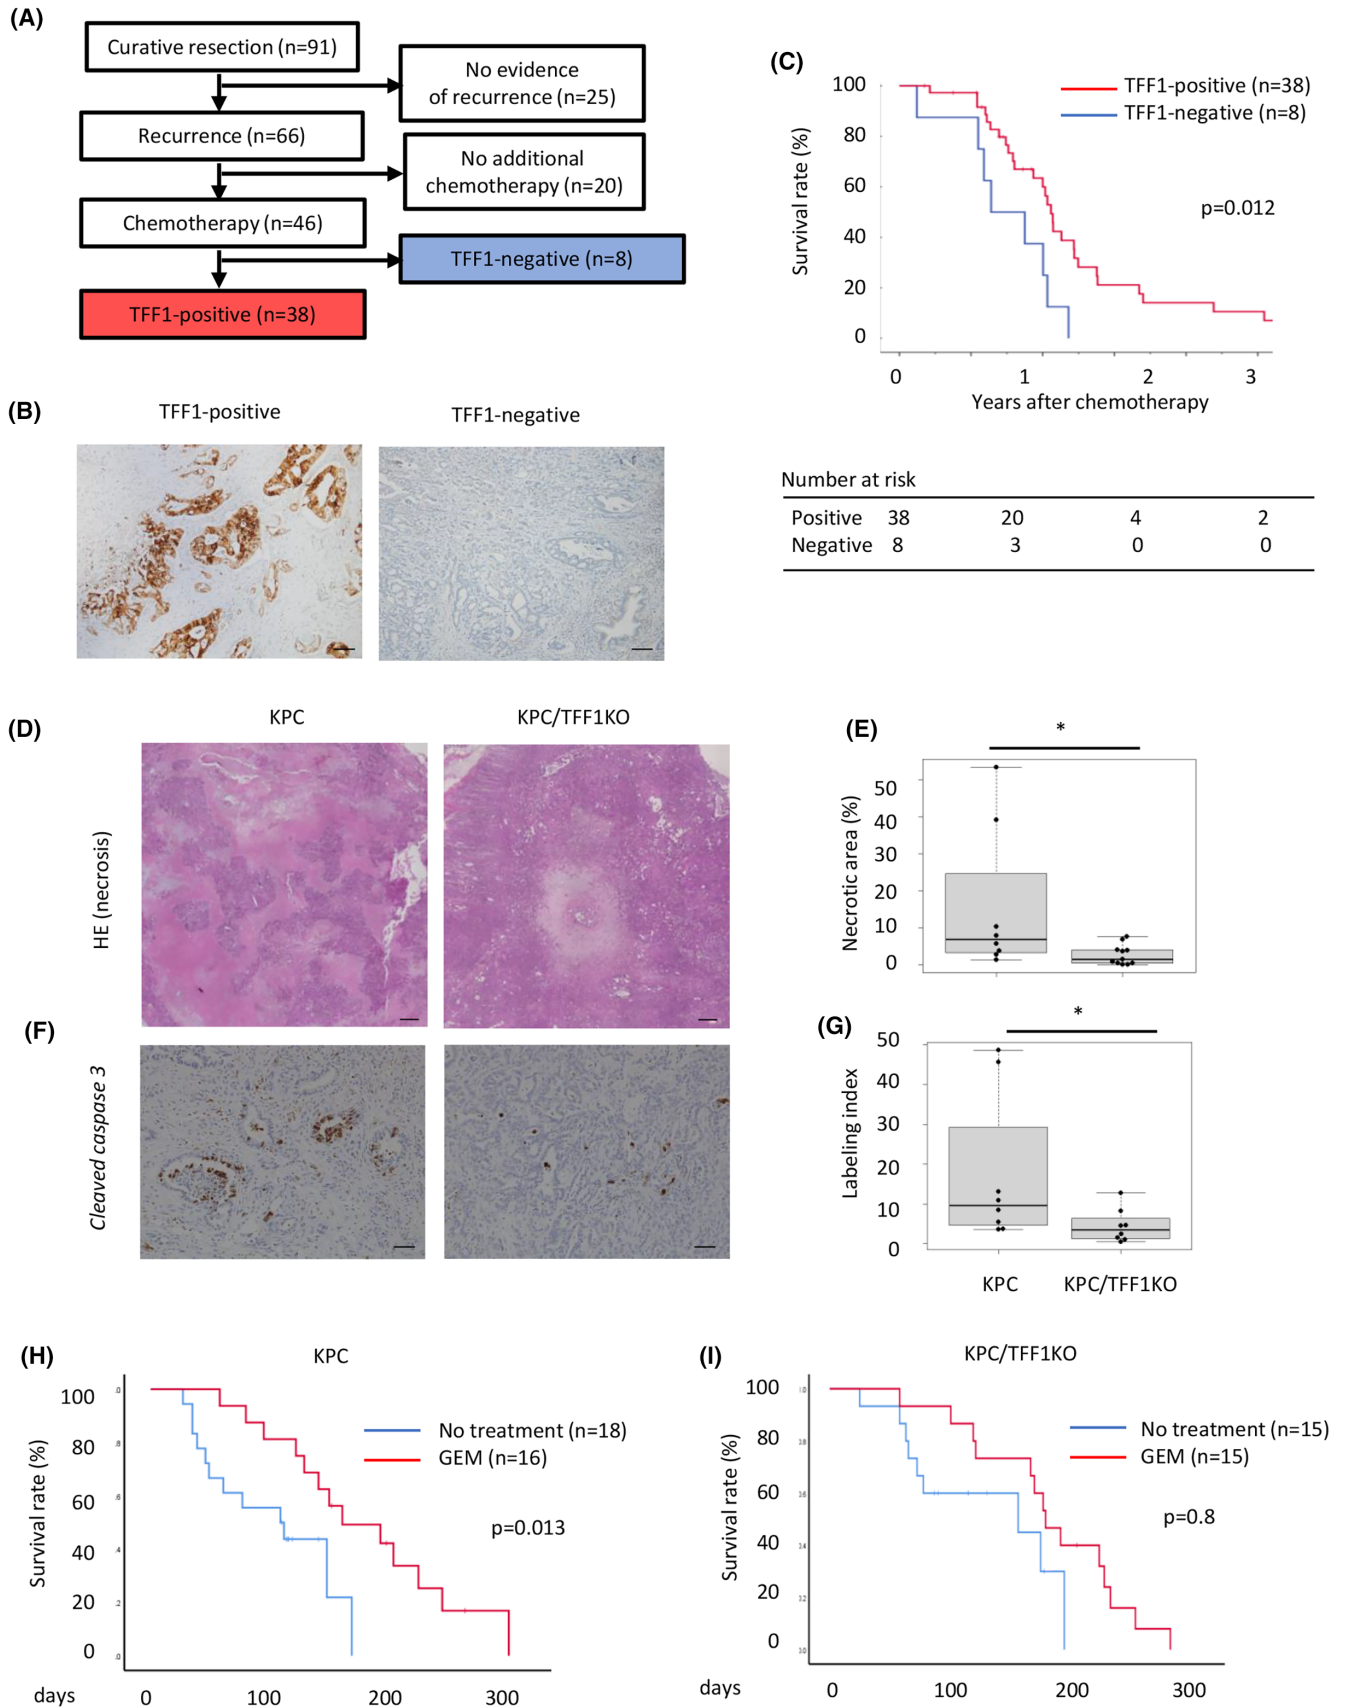 (A)
Curative resection (n=91)
No evidence
of recurrence (n=25)
Recurrence (n=66)
No additional
chemotherapy (n=20)
Chemotherapy (n=46)
TFF1-negative (n=8)
TFF1-positive (n=38)
(B)
TFF1-positive
TFF1-negative
(C)
Survival rate (%)
100
80
60
40
20
0
TFF1-positive (n=38)
TFF1-negative (n=8)
p=0.012
0 1 2 3
Years after chemotherapy
Number at risk
Positive 38 20 4 2
Negative 8 3 0 0
(D)
KPC
KPC/TFF1KO
HE (necrosis)
(E)
*
Necrotic area (%)
50
40
30
20
10
0
(F)
Cleaved caspase 3
(G)
*
Labeling index
50
40
30
20
10
0
KPC
KPC/TFF1KO
(H)
KPC
Survival rate (%)
100
80
60
40
20
0
.0
.8
.6
.4
.2
.0
No treatment (n=18)
GEM (n=16)
p=0.013
days 0 100 200 300
(I)
KPC/TFF1KO
Survival rate (%)
100
80
60
40
20
0
No treatment (n=15)
GEM (n=15)
p=0.8
days 0 100 200 300